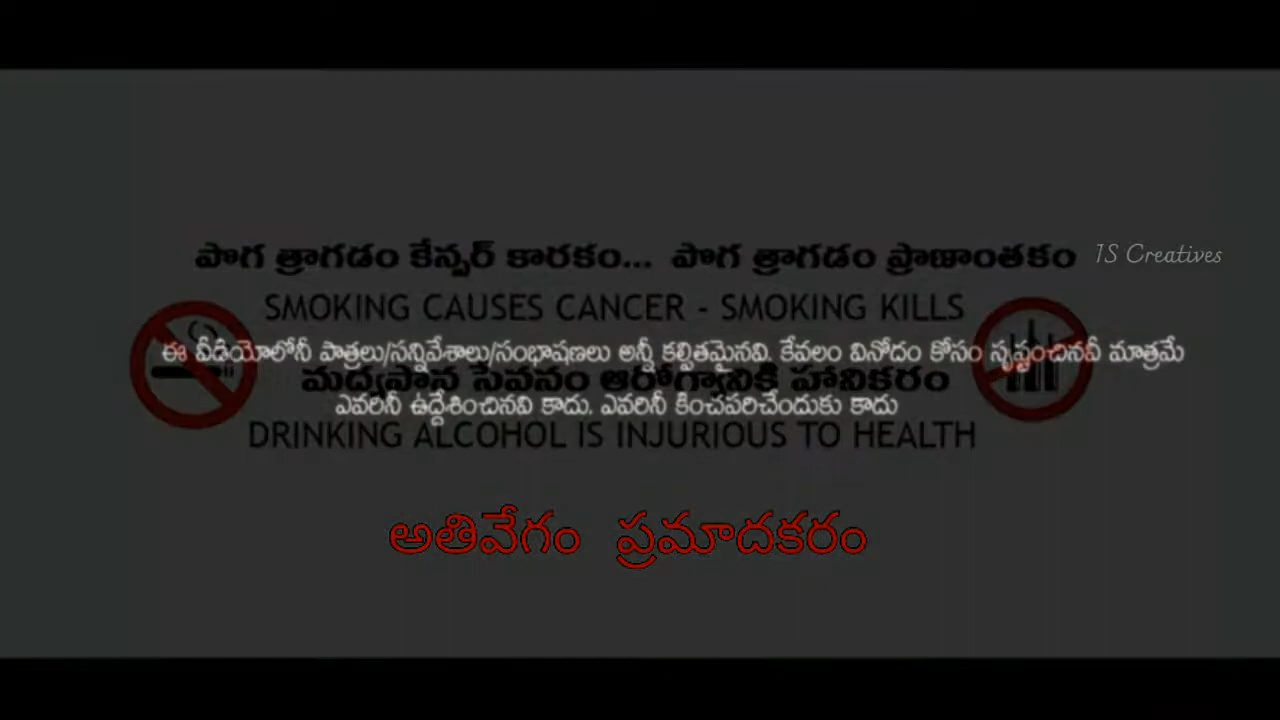 పొగ త్రాగడం కేన్సర్ కారకం... పొగ త్రాగడం ప్రాణాంతకం
IS Creatives
SMOKING CAUSES CANCER - SMOKING KILLS
ఈ వీడియోలోనీ పాత్రలు/సన్నివేశాలు/సంభాషణలు అన్నీ కల్పితమైనవి. కేవలం వినోదం కోసం సృష్టించినవీ మాత్రమే
మద్యపాన సేవనం ఆరోగ్యానికి హానికరం
ఎవరినీ ఉద్దేశించినవి కాదు. ఎవరినీ కించపరిచేందుకు కాదు
DRINKING ALCOHOL IS INJURIOUS TO HEALTH
అతివేగం ప్రమాదకరం